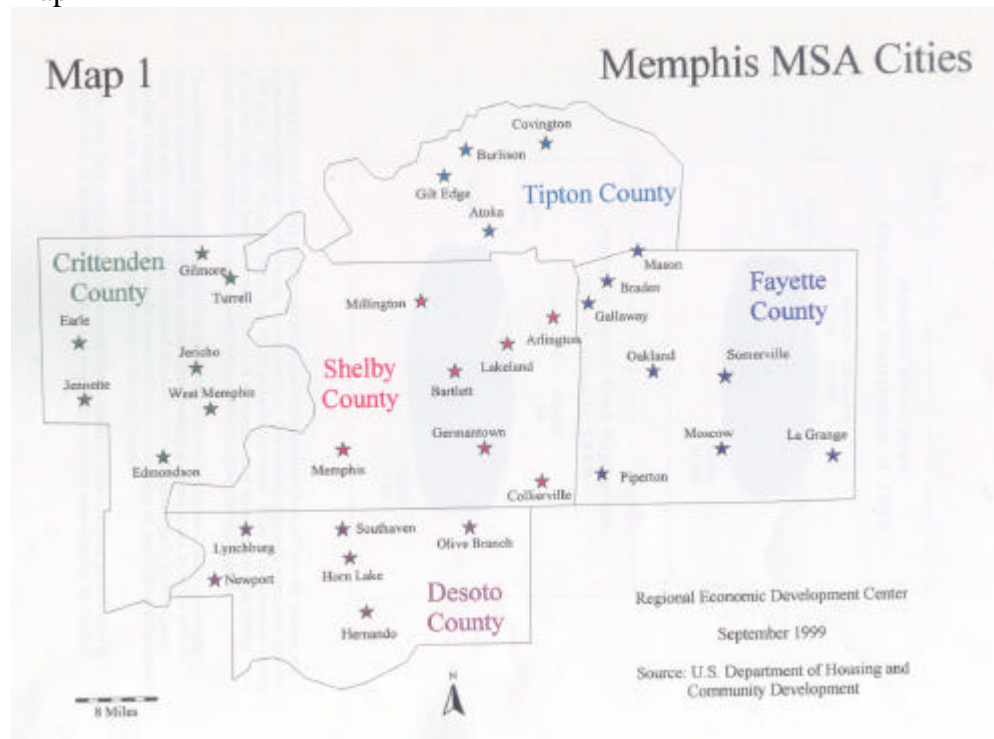 Map 1
Memphis MSA Cities
Covington
Burlison
Gilt Edge
Tipton County
Atoka
Crittenden
County
Gilmore
Turrell
Earle
Jericho
Jennette
West Memphis
Edmondson
Millington
Arlington
Lakeland
Shelby
County
Bartlett
Germantown
Memphis
Collierville
Mason
Braden
Gallaway
Fayette
County
Oakland
Somerville
Moscow
La Grange
Piperton
Lynchburg
Southaven
Olive Branch
Newport
Horn Lake
Hernando
Desoto
County
Regional Economic Development Center
September 1999
Source: U.S. Department of Housing and
Community Development
8 Miles
N